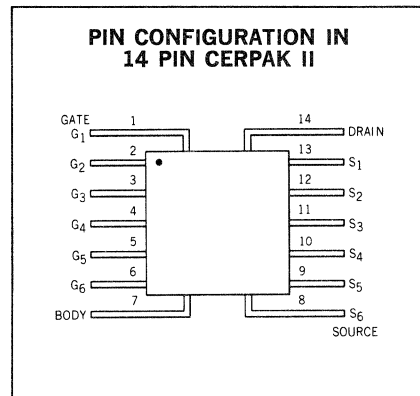 PIN CONFIGURATION IN
14 PIN CERPAK II
GATE 1 14
G1 DRAIN
2 13
G2 S1
3 12
G3 S2
4 11
G4 S3
5 10
G5 S4
6 9
G6 S5
7 8
BODY S6
SOURCE